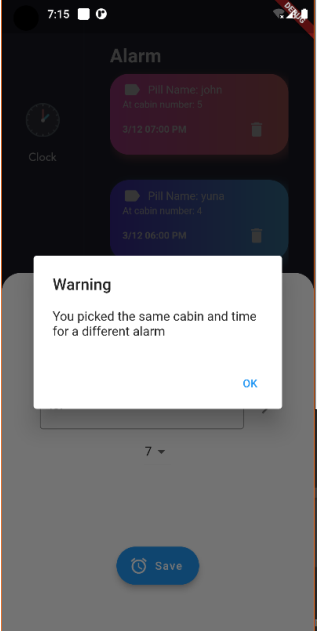 7:15
DEBUG
Alarm
Pill Name: john
At cabin number: 5
3/12 07:00 PM
Clock
Pill Name: yuna
At cabin number: 4
3/12 06:00 PM
Warning
You picked the same cabin and time
for a different alarm
OK
7
Save